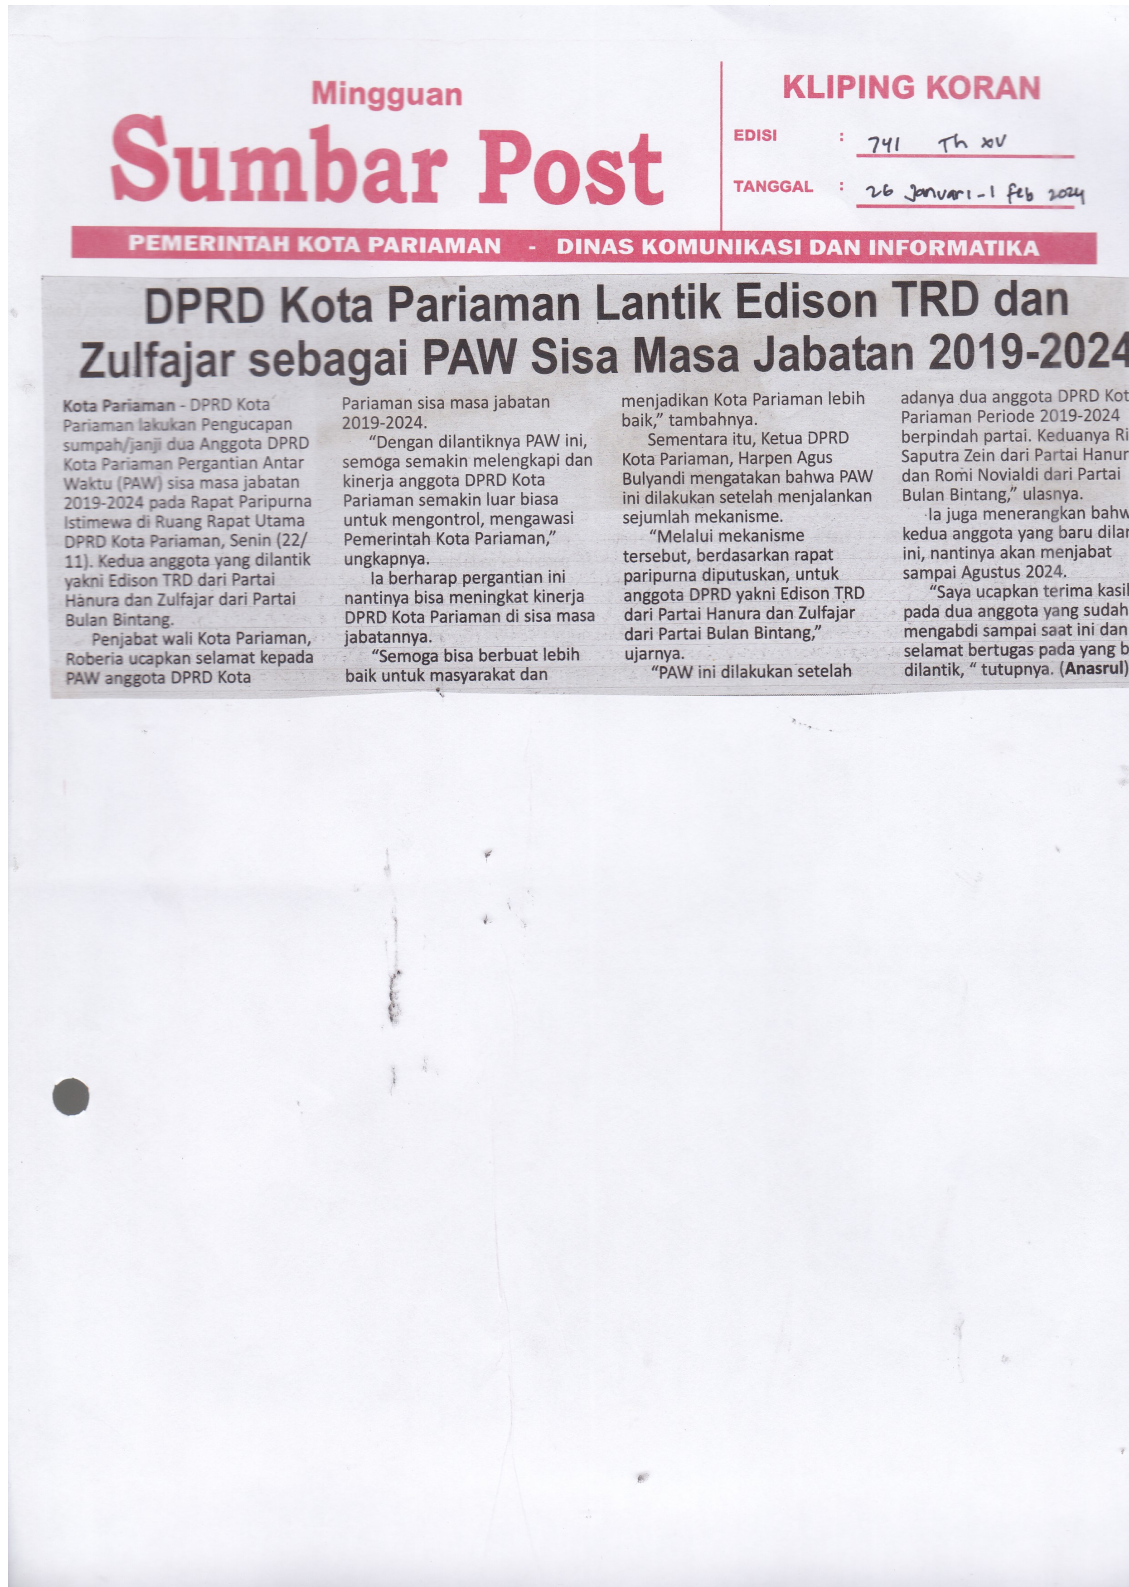 Mingguan
Sumbar Post
KLIPING KORAN
EDISI : 741 Th XV
TANGGAL : 26 Januari - 1 Feb 2024
PEMERINTAH KOTA PARIAMAN - DINAS KOMUNIKASI DAN INFORMATIKA
DPRD Kota Pariaman Lantik Edison TRD dan
Zulfajar sebagai PAW Sisa Masa Jabatan 2019-2024
Kota Pariaman - DPRD Kota
Pariaman lakukan Pengucapan
sumpah/janji dua Anggota DPRD
Kota Pariaman Pergantian Antar
Waktu (PAW) sisa masa jabatan
2019-2024 pada Rapat Paripurna
Istimewa di Ruang Rapat Utama
DPRD Kota Pariaman, Senin (22/
11). Kedua anggota yang dilantik
yakni Edison TRD dari Partai
Hanura dan Zulfajar dari Partai
Bulan Bintang.
Penjabat wali Kota Pariaman,
Roberia ucapkan selamat kepada
PAW anggota DPRD Kota
Pariaman sisa masa jabatan
2019-2024.
“Dengan dilantiknya PAW ini,
semoga semakin melengkapi dan
kinerja anggota DPRD Kota
Pariaman semakin luar biasa
untuk mengontrol, mengawasi
Pemerintah Kota Pariaman,”
ungkapnya.
Ia berharap pergantian ini
nantinya bisa meningkat kinerja
DPRD Kota Pariaman di sisa masa
jabatannya.
“Semoga bisa berbuat lebih
baik untuk masyarakat dan
menjadikan Kota Pariaman lebih
baik,” tambahnya.
Sementara itu, Ketua DPRD
Kota Pariaman, Harpen Agus
Bulyandi mengatakan bahwa PAW
ini dilakukan setelah menjalankan
sejumlah mekanisme.
“Melalui mekanisme
tersebut, berdasarkan rapat
paripurna diputuskan, untuk
anggota DPRD yakni Edison TRD
dari Partai Hanura dan Zulfajar
dari Partai Bulan Bintang,”
ujarnya.
“PAW ini dilakukan setelah
adanya dua anggota DPRD Kot
Pariaman Periode 2019-2024
berpindah partai. Keduanya Ri
Saputra Zein dari Partai Hanur
dan Romi Novialdi dari Partai
Bulan Bintang,” ulasnya.
Ia juga menerangkan bahw
kedua anggota yang baru dilan
ini, nantinya akan menjabat
sampai Agustus 2024.
“Saya ucapkan terima kasil
pada dua anggota yang sudah
mengabdi sampai saat ini dan
selamat bertugas pada yang b
dilantik, “ tutupnya. (Anasrul)